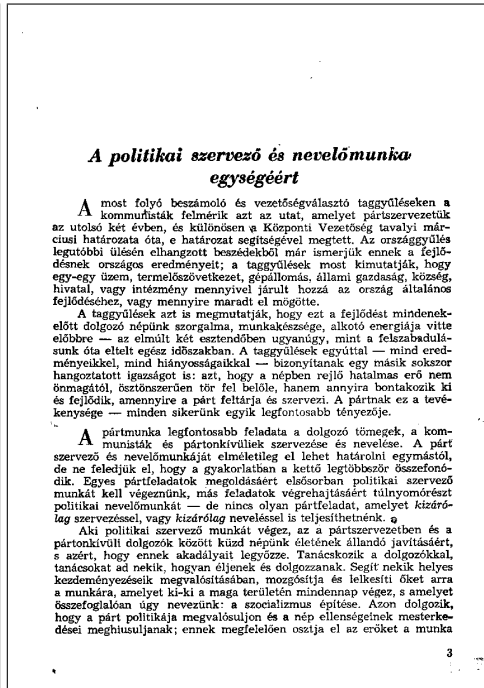 A politikai szervező és nevelőmunka
egységéért
A most folyó beszámoló és vezetőségválasztó taggyűléseken a
kommunisták felmérik azt az utat, amelyet pártszervezetük
az utolsó két évben, és különösen a Központi Vezetőség tavalyi már-
ciusi határozata óta, e határozat segítségével megtett. Az országgyűlés
legutóbbi ülésén elhangzott beszédekből már ismerjük ennek a fejlő-
désnek országos eredményeit; a taggyűlések most kimutatják, hogy
egy-egy üzem, termelőszövetkezet, gépállomás, állami gazdaság, község,
hivatal, vagy intézmény mennyivel járult hozzá az ország általános
fejlődéséhez, vagy mennyire maradt el mögötte.
A taggyűlések azt is megmutatják, hogy ezt a fejlődést mindenek-
előtt dolgozó népünk szorgalma, munkakészsége, alkotó energiája vitte
előbbre — az elmúlt két esztendőben ugyanúgy, mint a felszabadulá-
sunk óta eltelt egész időszakban. A taggyűlések egyúttal — mind ered-
ményeikkel, mind hiányosságaikkal — bizonyítanak egy másik sokszor
hangoztatott igazságot is: azt, hogy a népben rejlő hatalmas erő nem
önmagától, ösztönszerűen tör fel belőle, hanem annyira bontakozik ki
és fejlődik, amennyire a párt feltárja és szervezi. A pártnak ez a tevé-
kenysége — minden sikerünk egyik legfontosabb tényezője.
A pártmunka legfontosabb feladata a dolgozó tömegek, a kom-
munisták és pártonkívüliek szervezése és nevelése. A párt
szervező és nevelőmunkáját elméletileg el lehet határolni egymástól,
de ne feledjük el, hogy a gyakorlatban a kettő legtöbbször összefonó-
dik. Egyes pártfeladatok megoldásáért elsősorban politikai szervező
munkát kell végeznünk, más feladatok végrehajtásáért túlnyomórészt
politikai nevelőmunkát — de nincs olyan pártfeladat, amelyet kizáró-
lag szervezéssel, vagy kizárólag neveléssel is teljesíthetnénk.
Aki politikai szervező munkát végez, az a pártszervezetben és a
pártonkívüli dolgozók között küzd népünk életének állandó javításáért,
s azért, hogy ennek akadályait legyőzze. Tanácskozik a dolgozókkal,
tanácsokat ad nekik, hogyan éljenek és dolgozzanak. Segít nekik helyes
kezdeményezéseik megvalósításában, mozgósítja és lelkesíti őket arra
a munkára, amelyet ki-ki a maga területén mindennap végez, s amelyet
összefoglalóan úgy nevezünk: a szocializmus építése. Azon dolgozik,
hogy a párt politikája megvalósuljon és a nép ellenségeinek mesterke-
dései meghiusuljanak; ennek megfelelően osztja el az erőket a munka
3